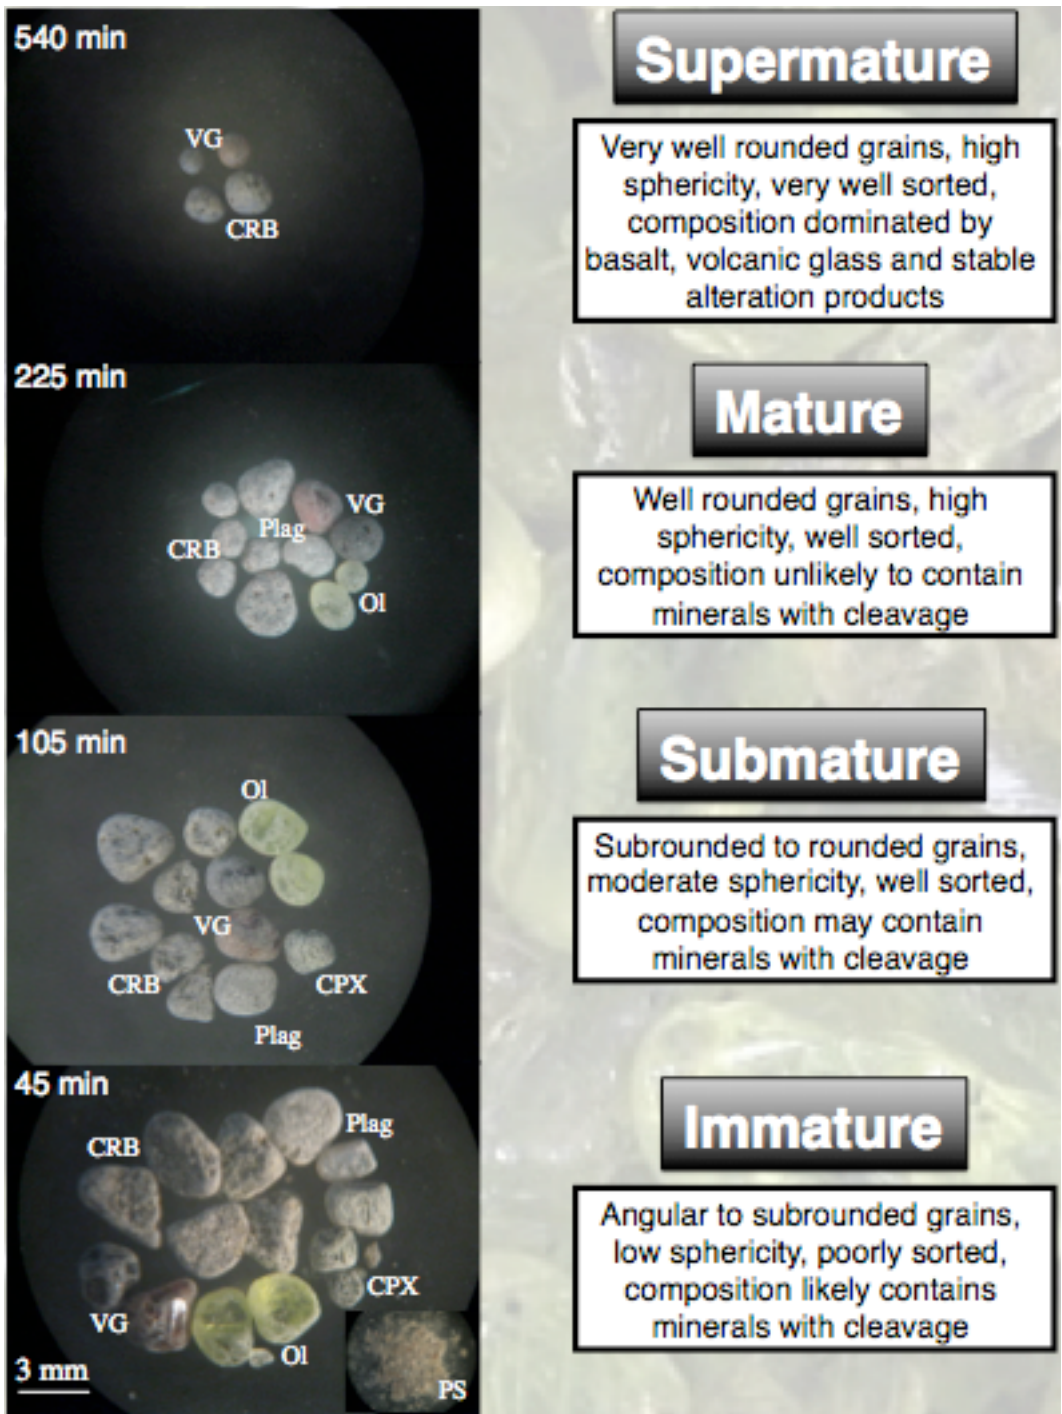 540 min
VG
CRB
Supermature
Very well rounded grains, high
sphericity, very well sorted,
composition dominated by
basalt, volcanic glass and stable
alteration products
225 min
VG
Plag
CRB
Ol
Mature
Well rounded grains, high
sphericity, well sorted,
composition unlikely to contain
minerals with cleavage
105 min
Ol
VG
CRB
CPX
Plag
Submature
Subrounded to rounded grains,
moderate sphericity, well sorted,
composition may contain
minerals with cleavage
45 min
Plag
CRB
CPX
VG
Ol
3 mm
PS
Immature
Angular to subrounded grains,
low sphericity, poorly sorted,
composition likely contains
minerals with cleavage